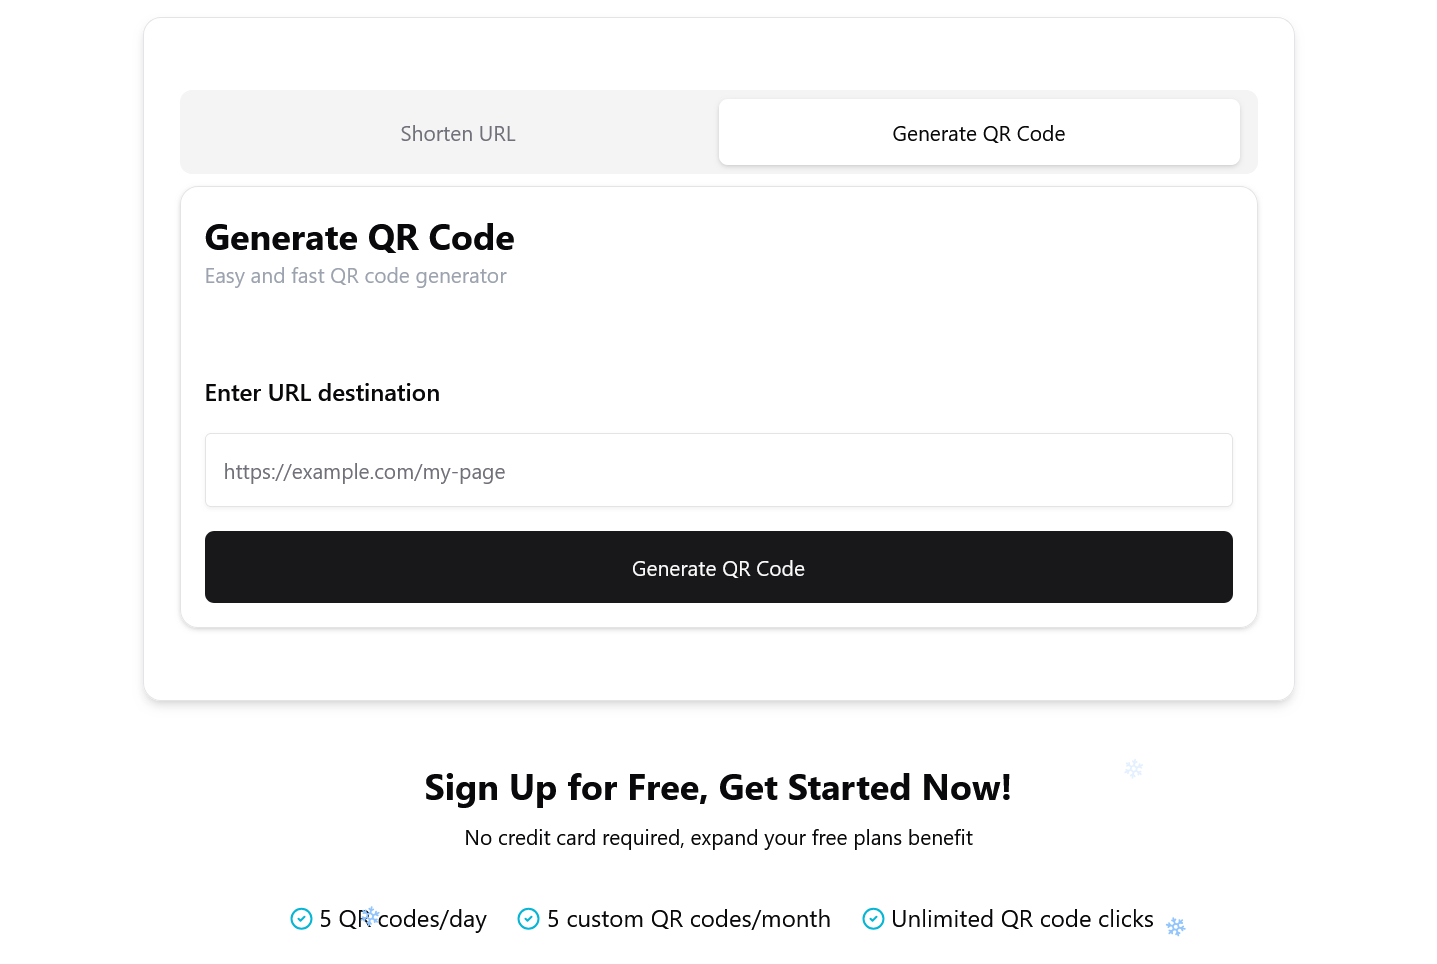 Shorten URL
Generate QR Code
Generate QR Code
Easy and fast QR code generator
Enter URL destination
https://example.com/my-page
Generate QR Code
Sign Up for Free, Get Started Now!
No credit card required, expand your free plans benefit
5 QR codes/day
5 custom QR codes/month
Unlimited QR code clicks